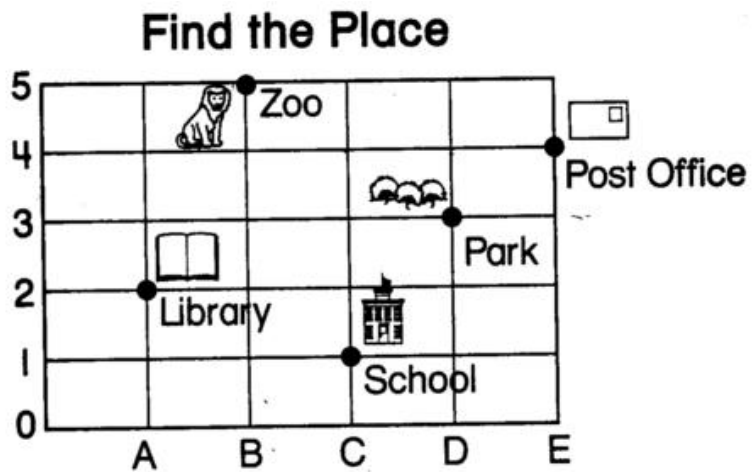 Find the Place
5
Zoo
4
Post Office
3
Park
2
Library
1
School
0
A B C D E